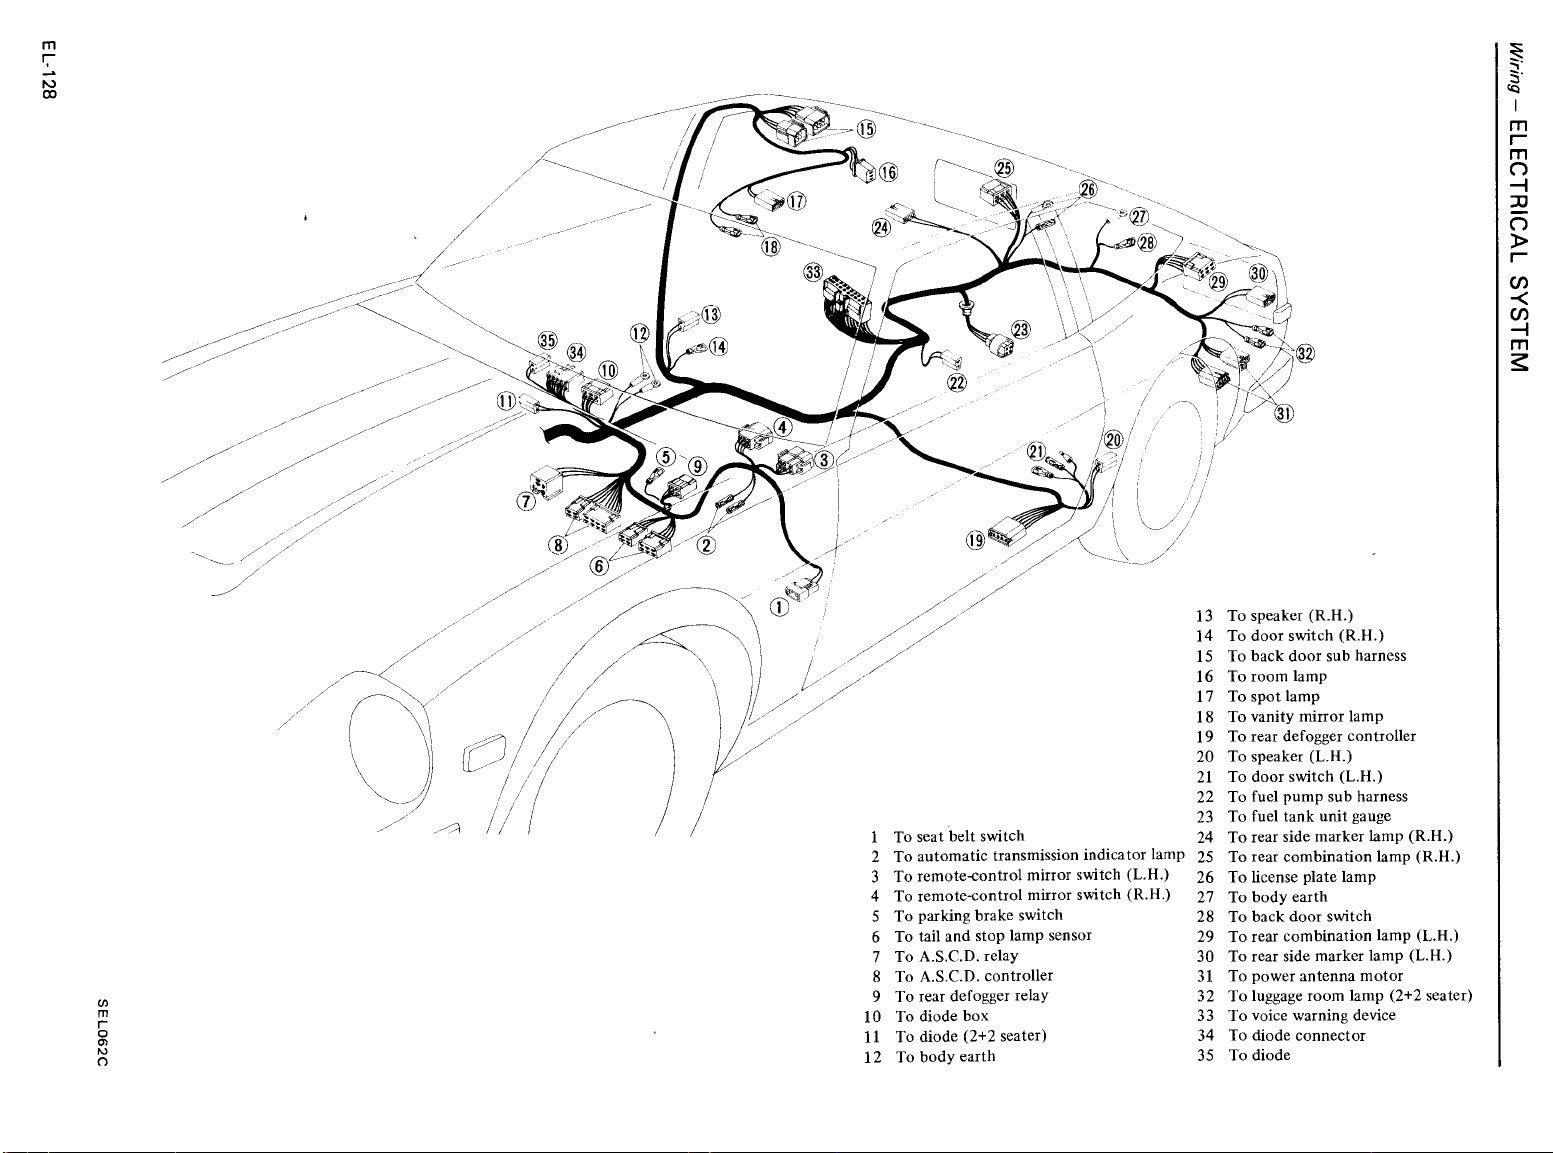 Wiring – ELECTRICAL SYSTEM
15
16
17
18
25
26
27
24
28
33
29
30
13
14
12
35
34
10
23
32
22
11
31
4
5
9
3
21
20
7
8
6
2
19
1
1 To seat belt switch
2 To automatic transmission indicator lamp
3 To remote-control mirror switch (L.H.)
4 To remote-control mirror switch (R.H.)
5 To parking brake switch
6 To tail and stop lamp sensor
7 To A.S.C.D. relay
8 To A.S.C.D. controller
9 To rear defogger relay
10 To diode box
11 To diode (2+2 seater)
12 To body earth
13 To speaker (R.H.)
14 To door switch (R.H.)
15 To back door sub harness
16 To room lamp
17 To spot lamp
18 To vanity mirror lamp
19 To rear defogger controller
20 To speaker (L.H.)
21 To door switch (L.H.)
22 To fuel pump sub harness
23 To fuel tank unit gauge
24 To rear side marker lamp (R.H.)
25 To rear combination lamp (R.H.)
26 To license plate lamp
27 To body earth
28 To back door switch
29 To rear combination lamp (L.H.)
30 To rear side marker lamp (L.H.)
31 To power antenna motor
32 To luggage room lamp (2+2 seater)
33 To voice warning device
34 To diode connector
35 To diode
SEL062C
EL-128